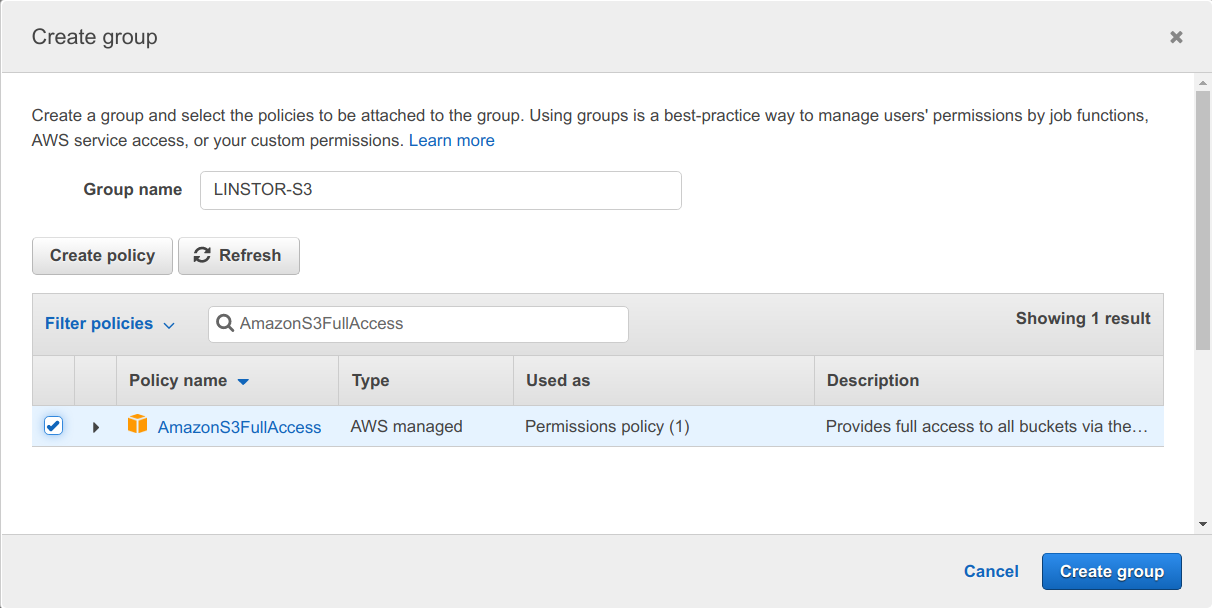 Create group
Create a group and select the policies to be attached to the group. Using groups is a best-practice way to manage users' permissions by job functions,
AWS service access, or your custom permissions. Learn more
Group name LINSTOR-S3
Create policy Refresh
Filter policies AmazonS3FullAccess Showing 1 result
Policy name Type Used as Description
AmazonS3FullAccess AWS managed Permissions policy (1) Provides full access to all buckets via the…
Cancel Create group